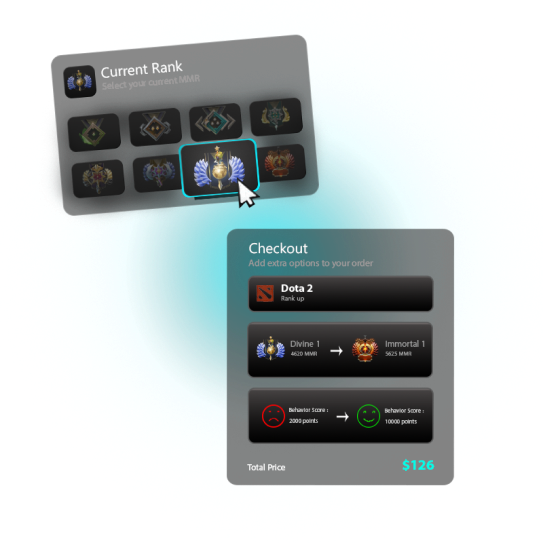 Current Rank
Select your current MMR
Checkout
Add extra options to your order
Dota 2
Rank up
Divine 1
4620 MMR
→
Immortal 1
5625 MMR
Behavior Score :
2000 points
→
Behavior Score :
10000 points
Total Price
$126